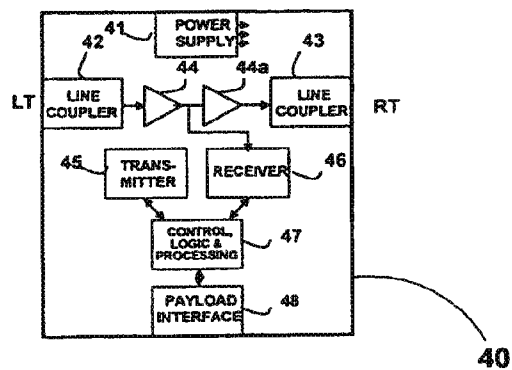 41
POWER
SUPPLY
42
44
44a
43
LT
LINE
COUPLER
LINE
COUPLER
RT
45
TRANS-
MITTER
RECEIVER
46
CONTROL,
LOGIC &
PROCESSING
47
PAYLOAD
INTERFACE
48
40